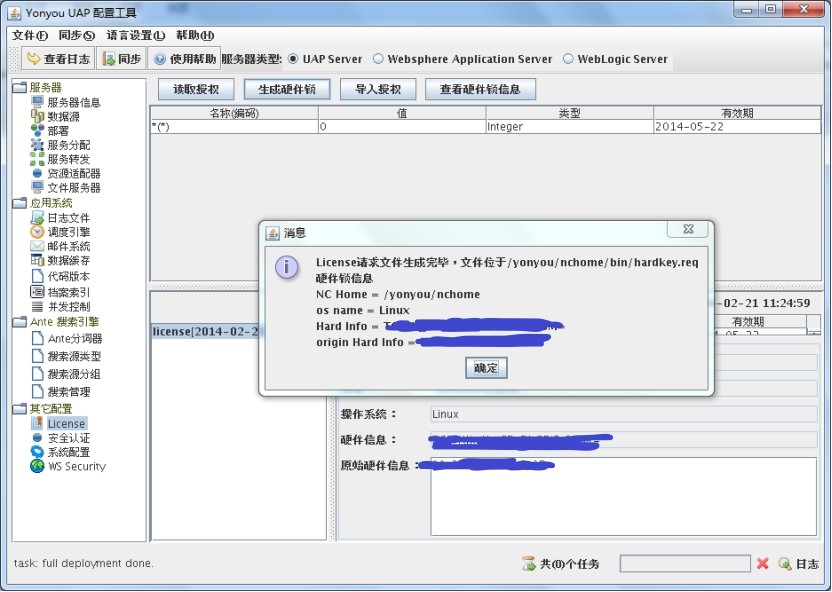 Yonyou UAP 配置工具
文件(F) 同步(S) 语言设置(L) 帮助(H)
查看日志 同步 使用帮助 服务器类型: UAP Server Websphere Application Server WebLogic Server
服务器
服务器信息
数据源
部署
服务分配
服务转发
资源适配器
文件服务器
应用系统
日志文件
调度引擎
邮件系统
数据缓存
代码版本
档案索引
并发控制
Ante 搜索引擎
Ante分词器
搜索源类型
搜索源分组
搜索管理
其它配置
License
安全认证
系统配置
WS Security
读取授权 生成硬件锁 导入授权 查看硬件锁信息
名称(编码) 值 类型 有效期
*(*) 0 Integer 2014-05-22
消息
License请求文件生成完毕，文件位于/yonyou/nchome/bin/hardkey.req
硬件锁信息
NC Home = /yonyou/nchome
os name = Linux
Hard Info =
origin Hard Info =
确定
license[2014-02-2
-02-21 11:24:59
有效期
操作系统：
Linux
硬件信息：
原始硬件信息：
task: full deployment done.
共(0)个任务
日志